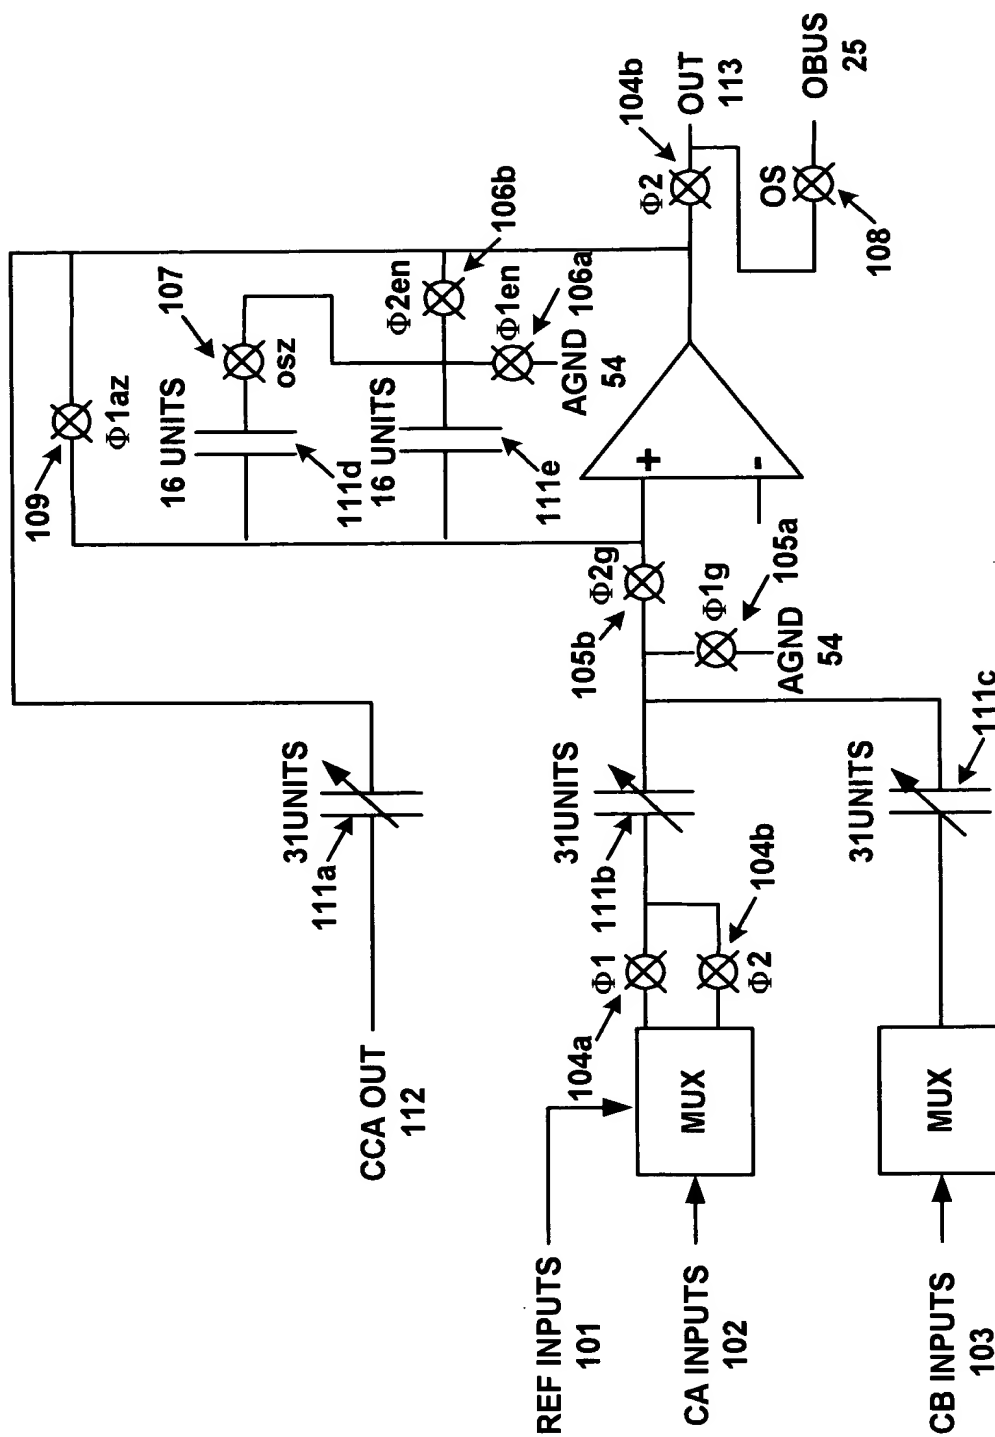 109
Φ1az
107
16 UNITS
osz
111d
16 UNITS
111e
Φ2en
106b
Φ1en
106a
AGND
54
31UNITS
111a
CCA OUT
112
+
-
Φ2
104b
OUT
113
OS
108
OBUS
25
Φ2g
105b
Φ1g
105a
AGND
54
31UNITS
111b
Φ1
104a
Φ2
104b
MUX
REF INPUTS
101
CA INPUTS
102
31UNITS
111c
MUX
CB INPUTS
103